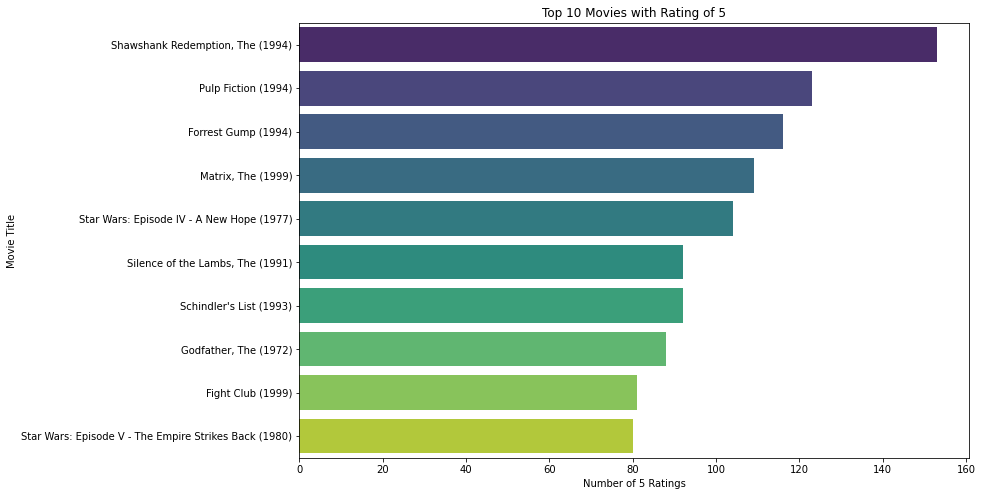 Top 10 Movies with Rating of 5
Shawshank Redemption, The (1994)
Pulp Fiction (1994)
Forrest Gump (1994)
Matrix, The (1999)
Star Wars: Episode IV - A New Hope (1977)
Silence of the Lambs, The (1991)
Schindler's List (1993)
Godfather, The (1972)
Fight Club (1999)
Star Wars: Episode V - The Empire Strikes Back (1980)
Movie Title
0 20 40 60 80 100 120 140 160
Number of 5 Ratings